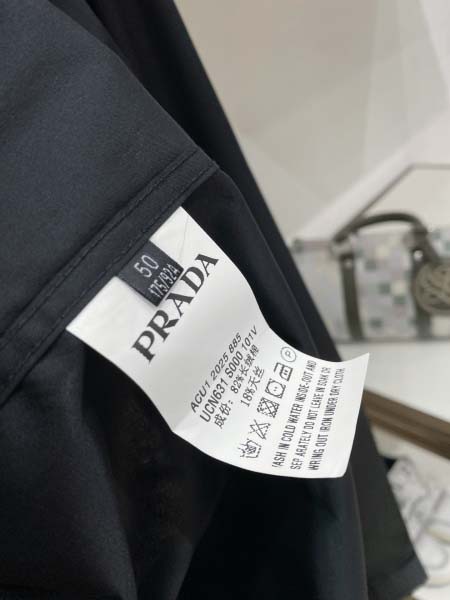 50
175/92A
PRADA
ACU1 2025 885
UCN631 S000 101V
成份: 82%长绒棉
18%天丝
P
ASH IN COLD WATER INSIDE-OUT AND
SEP ARATELY DO NOT LEAVE IN SOAK OR
WRING OUT IRON UNDER DRY CLOTH.